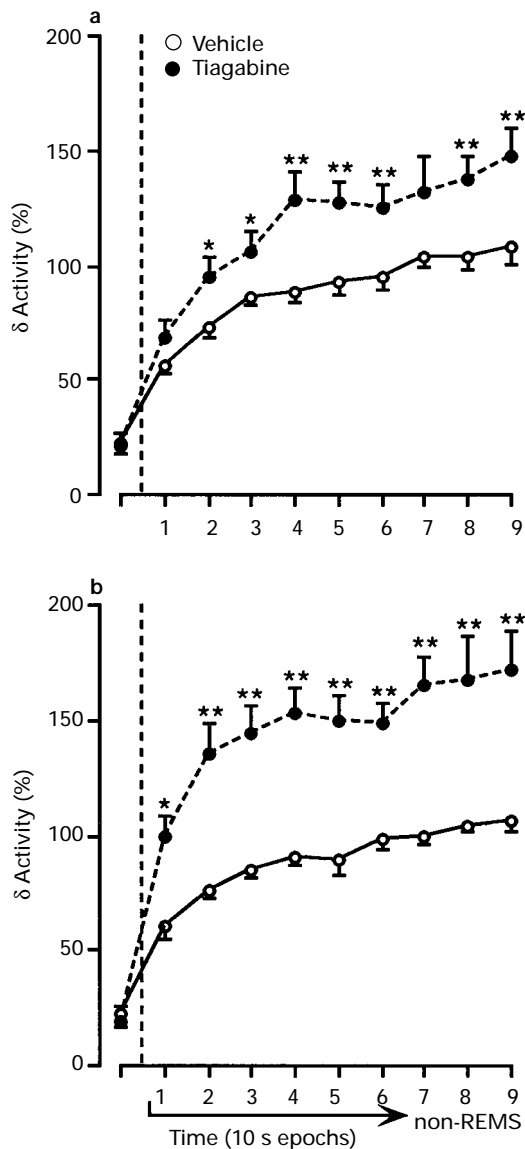 a
200
Vehicle
Tiagabine
**
**
**
**
**
150
*
*
δ Activity (%)
100
50
0
1 2 3 4 5 6 7 8 9
b
200
**
**
**
**
**
**
**
**
150
*
δ Activity (%)
100
50
0
1 2 3 4 5 6 7 8 9
non-REMS
Time (10 s epochs)